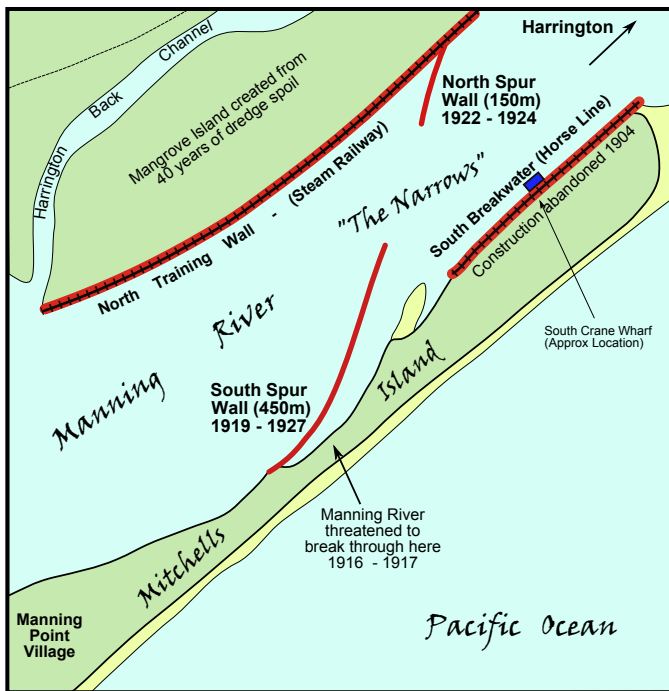 Harrington
Harrington Back Channel
Mangrove Island created from
40 years of dredge spoil
North Spur
Wall (150m)
1922 - 1924
North Training Wall - (Steam Railway)
"The Narrows"
South Breakwater (Horse Line)
Construction abandoned 1904
South Crane Wharf
(Approx Location)
Manning River
South Spur
Wall (450m)
1919 - 1927
Mitchells Island
Manning River
threatened to
break through here
1916 - 1917
Manning
Point
Village
Pacific Ocean